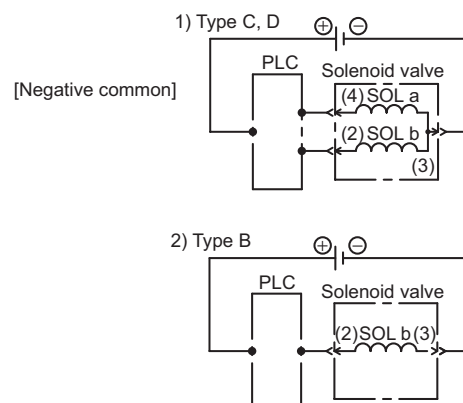 1) Type C, D
⊕ ⊖
PLC
Solenoid valve
[Negative common]
(4) SOL a
(2) SOL b
(3)
2) Type B
⊕ ⊖
PLC
Solenoid valve
(2)SOL b(3)